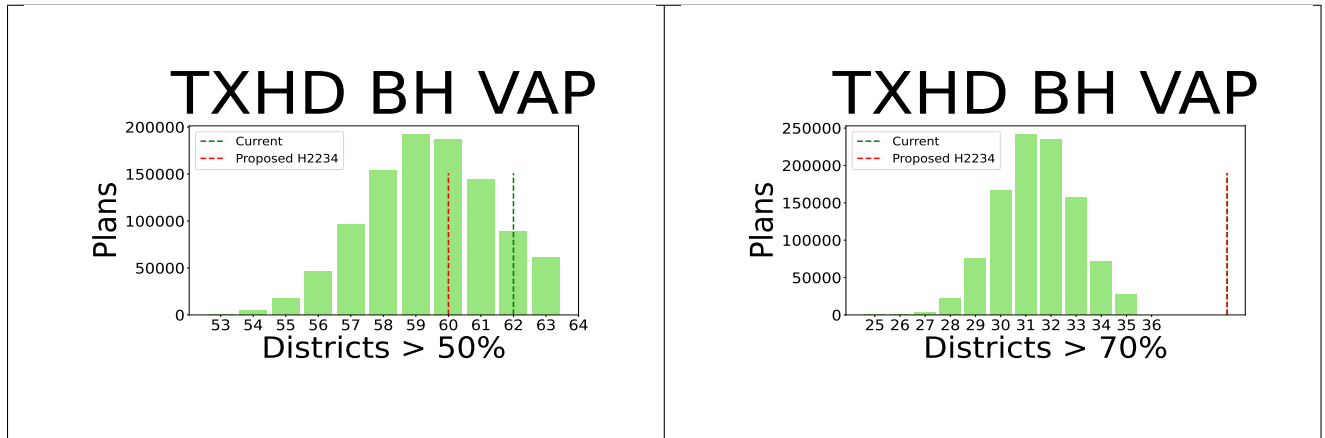 TXHD BH VAP
200000
150000
100000
50000
0
Plans
Current
Proposed H2234
53 54 55 56 57 58 59 60 61 62 63 64
Districts > 50%
TXHD BH VAP
250000
200000
150000
100000
50000
0
Plans
Current
Proposed H2234
25 26 27 28 29 30 31 32 33 34 35 36
Districts > 70%